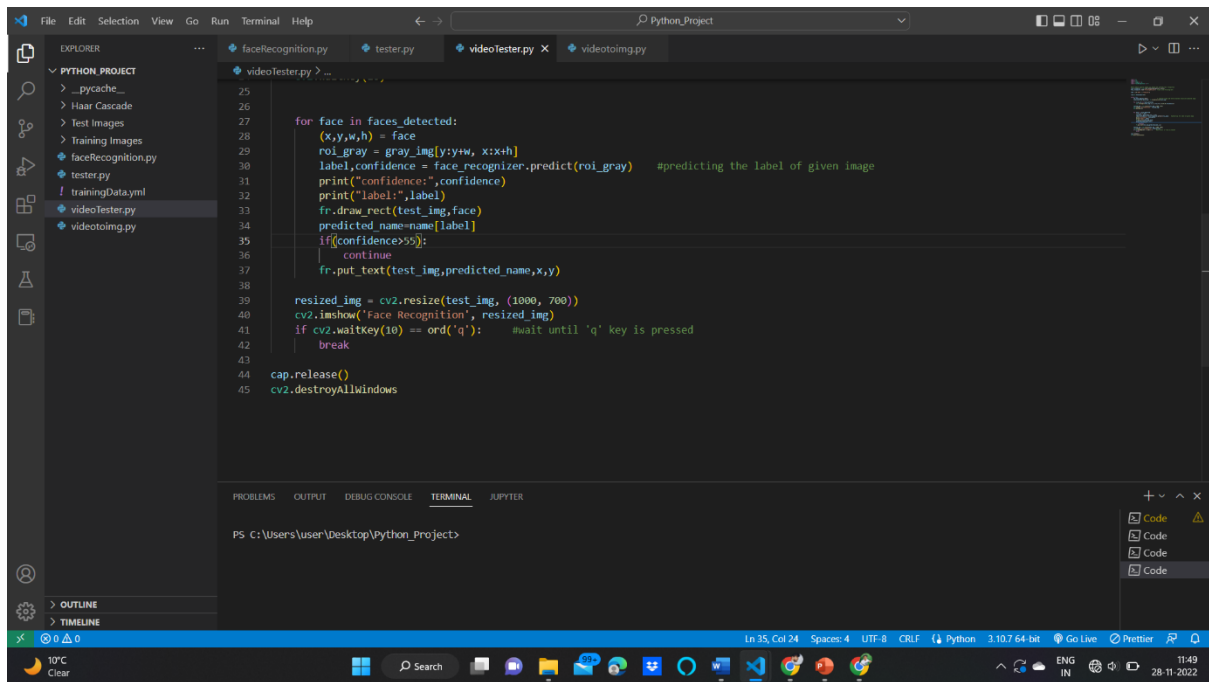 File Edit Selection View Go Run Terminal Help
Python_Project
EXPLORER
faceRecognition.py tester.py videoTester.py videotoimg.py
PYTHON_PROJECT
videoTester.py > ...
__pycache__
Haar Cascade
Test Images
Training Images
faceRecognition.py
tester.py
trainingData.yml
videoTester.py
videotoimg.py
25
26
27 for face in faces_detected:
28 (x,y,w,h) = face
29 roi_gray = gray_img[y:y+w, x:x+h]
30 label,confidence = face_recognizer.predict(roi_gray) #predicting the label of given image
31 print("confidence:",confidence)
32 print("label:",label)
33 fr.draw_rect(test_img,face)
34 predicted_name=name[label]
35 if(confidence>55):
36 continue
37 fr.put_text(test_img,predicted_name,x,y)
38
39 resized_img = cv2.resize(test_img, (1000, 700))
40 cv2.imshow('Face Recognition', resized_img)
41 if cv2.waitKey(10) == ord('q'): #wait until 'q' key is pressed
42 break
43
44 cap.release()
45 cv2.destroyAllWindows
PROBLEMS OUTPUT DEBUG CONSOLE TERMINAL JUPYTER
PS C:\Users\user\Desktop\Python_Project>
Code
Code
Code
Code
OUTLINE
TIMELINE
0 0 Ln 35, Col 24 Spaces: 4 UTF-8 CRLF Python 3.10.7 64-bit Go Live Prettier
10°C
Clear
Search
99+
ENG
IN
11:49
28-11-2022